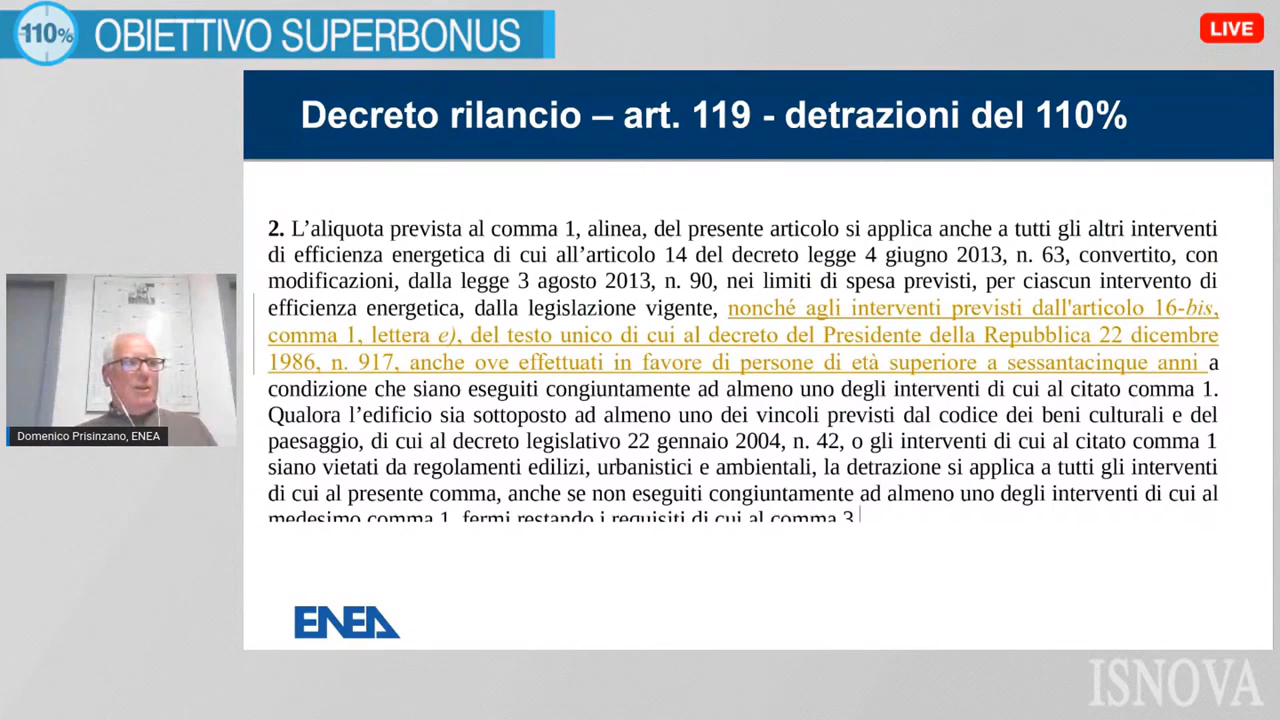 110%
OBIETTIVO SUPERBONUS
LIVE
Decreto rilancio – art. 119 - detrazioni del 110%
2. L’aliquota prevista al comma 1, alinea, del presente articolo si applica anche a tutti gli altri interventi
di efficienza energetica di cui all’articolo 14 del decreto legge 4 giugno 2013, n. 63, convertito, con
modificazioni, dalla legge 3 agosto 2013, n. 90, nei limiti di spesa previsti, per ciascun intervento di
efficienza energetica, dalla legislazione vigente, nonché agli interventi previsti dall'articolo 16-bis,
comma 1, lettera e), del testo unico di cui al decreto del Presidente della Repubblica 22 dicembre
1986, n. 917, anche ove effettuati in favore di persone di età superiore a sessantacinque anni a
condizione che siano eseguiti congiuntamente ad almeno uno degli interventi di cui al citato comma 1.
Qualora l’edificio sia sottoposto ad almeno uno dei vincoli previsti dal codice dei beni culturali e del
paesaggio, di cui al decreto legislativo 22 gennaio 2004, n. 42, o gli interventi di cui al citato comma 1
siano vietati da regolamenti edilizi, urbanistici e ambientali, la detrazione si applica a tutti gli interventi
di cui al presente comma, anche se non eseguiti congiuntamente ad almeno uno degli interventi di cui al
medesimo comma 1, fermi restando i requisiti di cui al comma 3
Domenico Prisinzano, ENEA
ENEA
ISNOVA